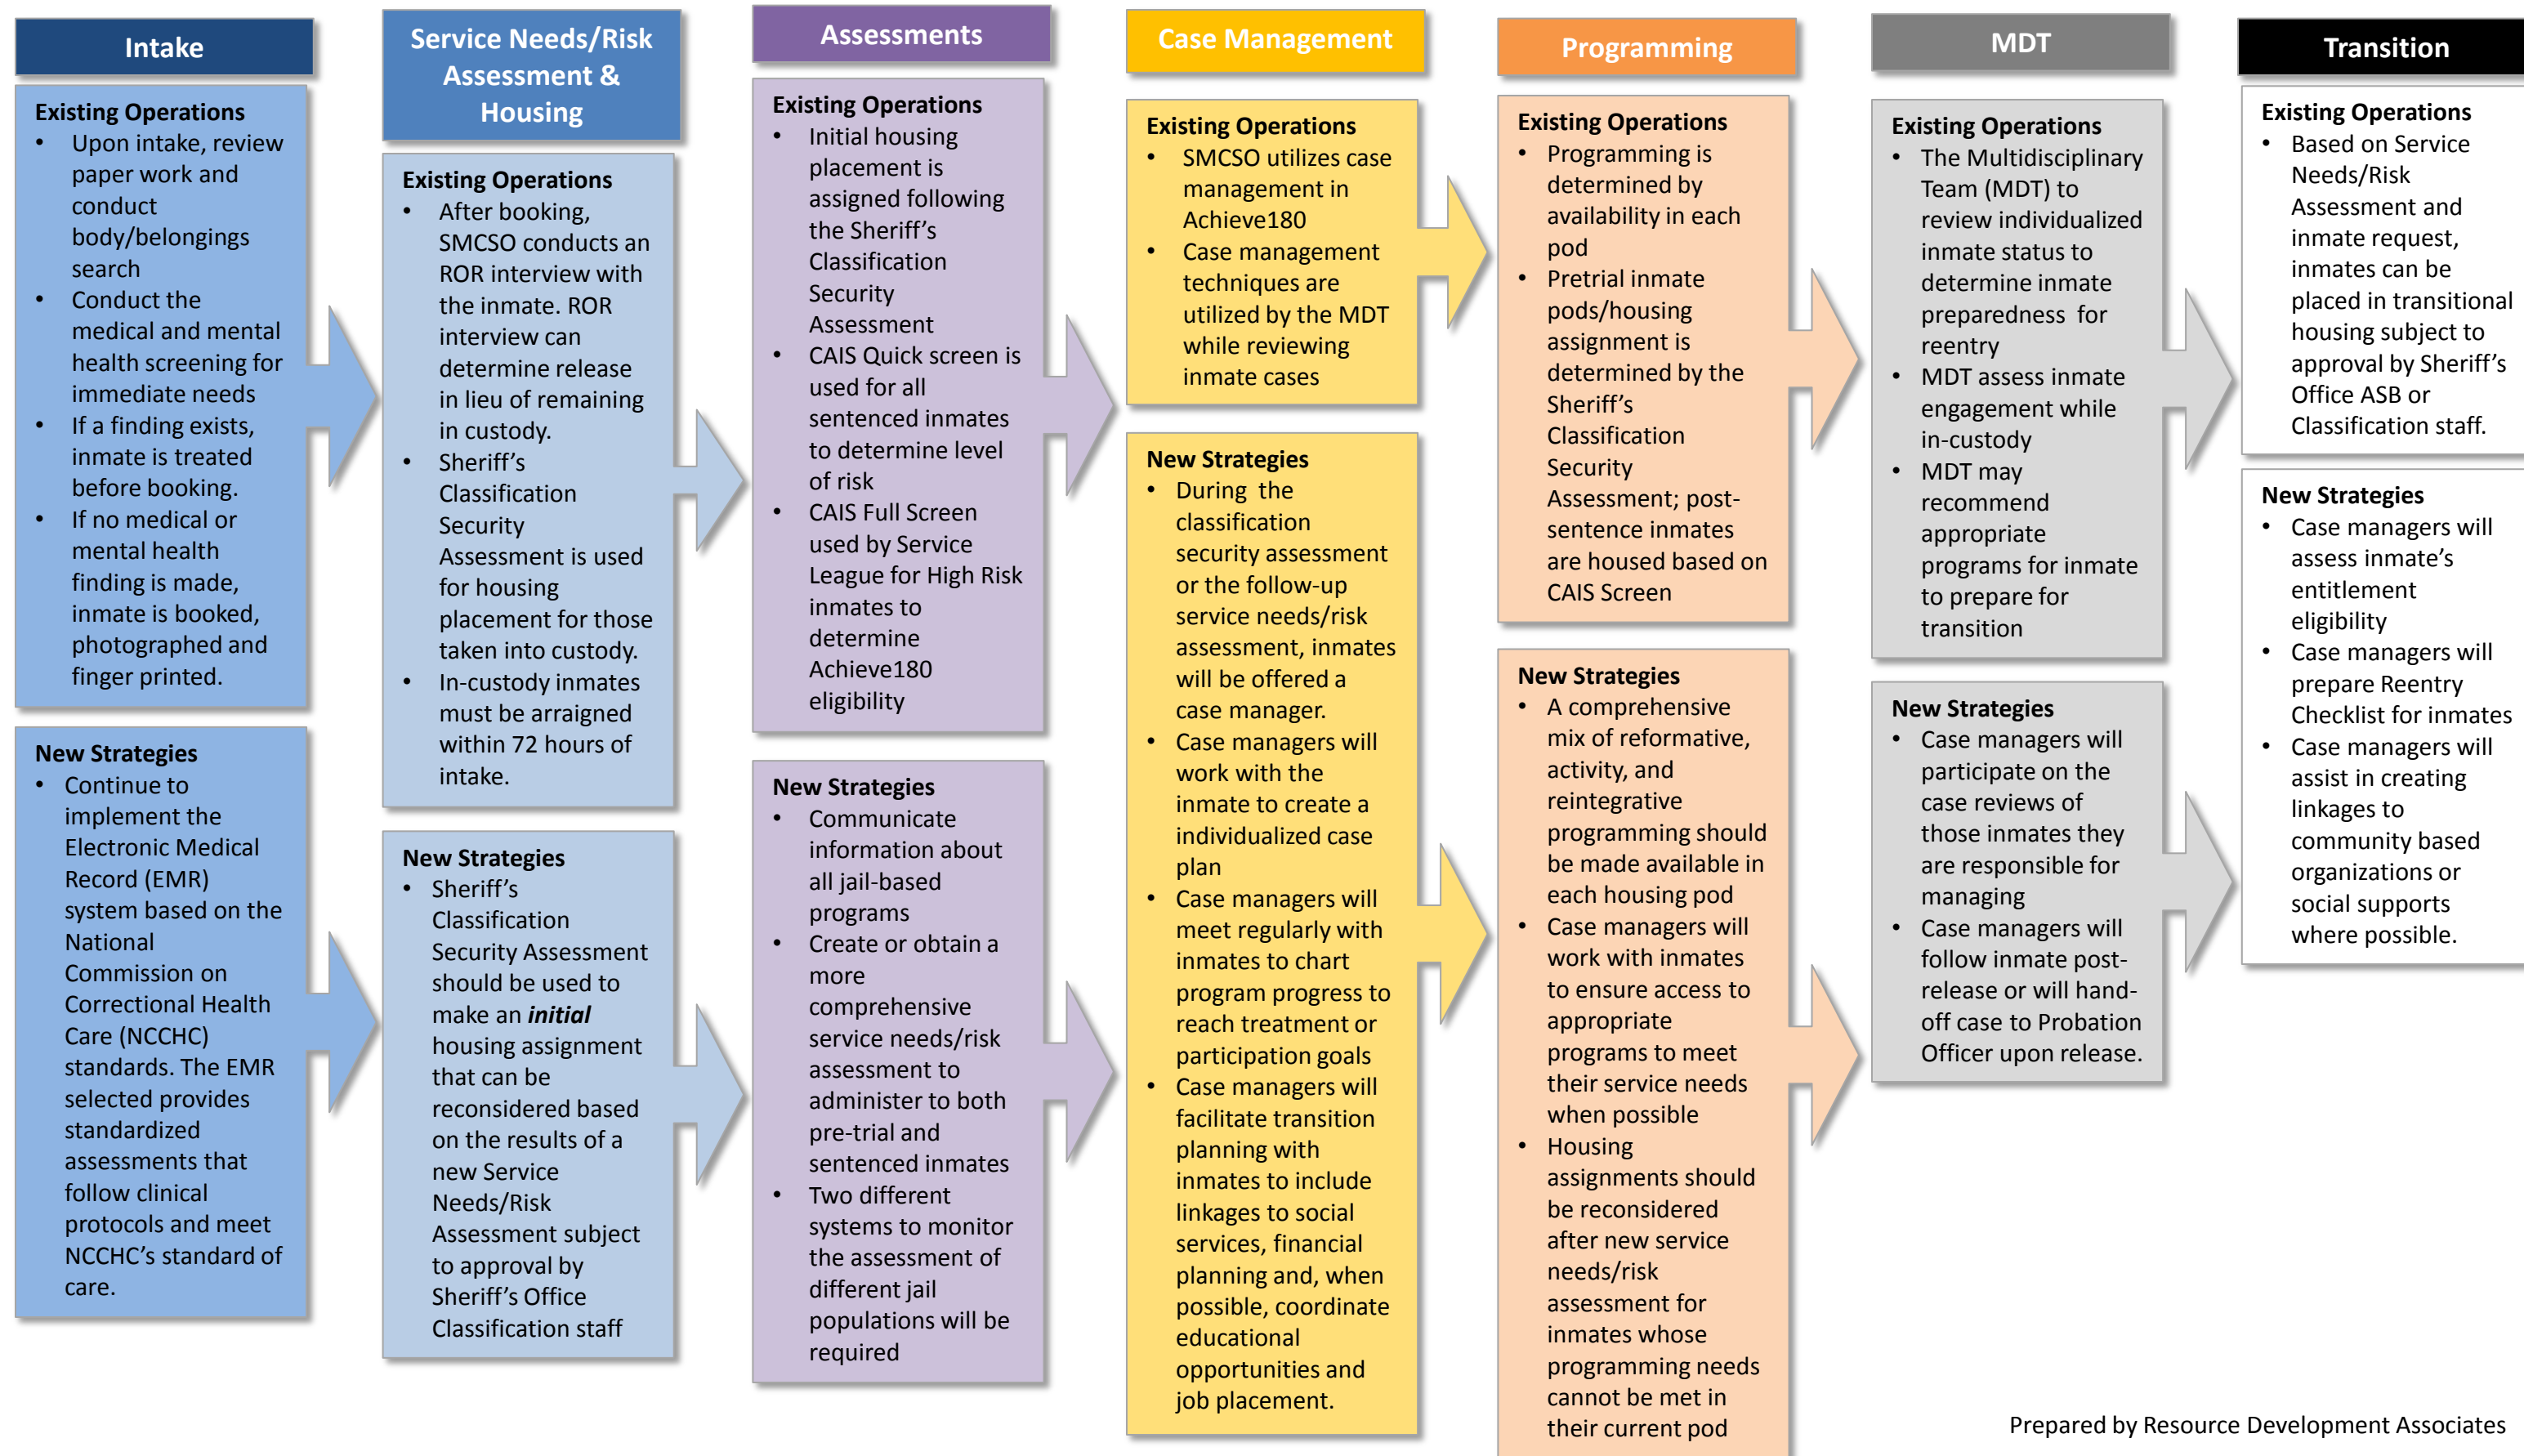 Intake
Existing Operations
• Upon intake, review
paper work and
conduct
body/belongings
search
• Conduct the
medical and mental
health screening for
immediate needs
• If a finding exists,
inmate is treated
before booking.
• If no medical or
mental health
finding is made,
inmate is booked,
photographed and
finger printed.
New Strategies
• Continue to
implement the
Electronic Medical
Record (EMR)
system based on the
National
Commission on
Correctional Health
Care (NCCHC)
standards. The EMR
selected provides
standardized
assessments that
follow clinical
protocols and meet
NCCHC’s standard of
care.
Service Needs/Risk
Assessment &
Housing
Existing Operations
• After booking,
SMCSO conducts an
ROR interview with
the inmate. ROR
interview can
determine release
in lieu of remaining
in custody.
• Sheriff’s
Classification
Security
Assessment is used
for housing
placement for those
taken into custody.
• In-custody inmates
must be arraigned
within 72 hours of
intake.
New Strategies
• Sheriff’s
Classification
Security Assessment
should be used to
make an initial
housing assignment
that can be
reconsidered based
on the results of a
new Service
Needs/Risk
Assessment subject
to approval by
Sheriff’s Office
Classification staff
Assessments
Existing Operations
• Initial housing
placement is
assigned following
the Sheriff’s
Classification
Security
Assessment
• CAIS Quick screen is
used for all
sentenced inmates
to determine level
of risk
• CAIS Full Screen
used by Service
League for High Risk
inmates to
determine
Achieve180
eligibility
New Strategies
• Communicate
information about
all jail-based
programs
• Create or obtain a
more
comprehensive
service needs/risk
assessment to
administer to both
pre-trial and
sentenced inmates
• Two different
systems to monitor
the assessment of
different jail
populations will be
required
Case Management
Existing Operations
• SMCSO utilizes case
management in
Achieve180
• Case management
techniques are
utilized by the MDT
while reviewing
inmate cases
New Strategies
• During the
classification
security assessment
or the follow-up
service needs/risk
assessment, inmates
will be offered a
case manager.
• Case managers will
work with the
inmate to create a
individualized case
plan
• Case managers will
meet regularly with
inmates to chart
program progress to
reach treatment or
participation goals
• Case managers will
facilitate transition
planning with
inmates to include
linkages to social
services, financial
planning and, when
possible, coordinate
educational
opportunities and
job placement.
Programming
Existing Operations
• Programming is
determined by
availability in each
pod
• Pretrial inmate
pods/housing
assignment is
determined by the
Sheriff’s
Classification
Security
Assessment; post-
sentence inmates
are housed based on
CAIS Screen
New Strategies
• A comprehensive
mix of reformative,
activity, and
reintegrative
programming should
be made available in
each housing pod
• Case managers will
work with inmates
to ensure access to
appropriate
programs to meet
their service needs
when possible
• Housing
assignments should
be reconsidered
after new service
needs/risk
assessment for
inmates whose
programming needs
cannot be met in
their current pod
MDT
Existing Operations
• The Multidisciplinary
Team (MDT) to
review individualized
inmate status to
determine inmate
preparedness for
reentry
• MDT assess inmate
engagement while
in-custody
• MDT may
recommend
appropriate
programs for inmate
to prepare for
transition
New Strategies
• Case managers will
participate on the
case reviews of
those inmates they
are responsible for
managing
• Case managers will
follow inmate post-
release or will hand-
off case to Probation
Officer upon release.
Transition
Existing Operations
• Based on Service
Needs/Risk
Assessment and
inmate request,
inmates can be
placed in transitional
housing subject to
approval by Sheriff’s
Office ASB or
Classification staff.
New Strategies
• Case managers will
assess inmate’s
entitlement
eligibility
• Case managers will
prepare Reentry
Checklist for inmates
• Case managers will
assist in creating
linkages to
community based
organizations or
social supports
where possible.
Prepared by Resource Development Associates